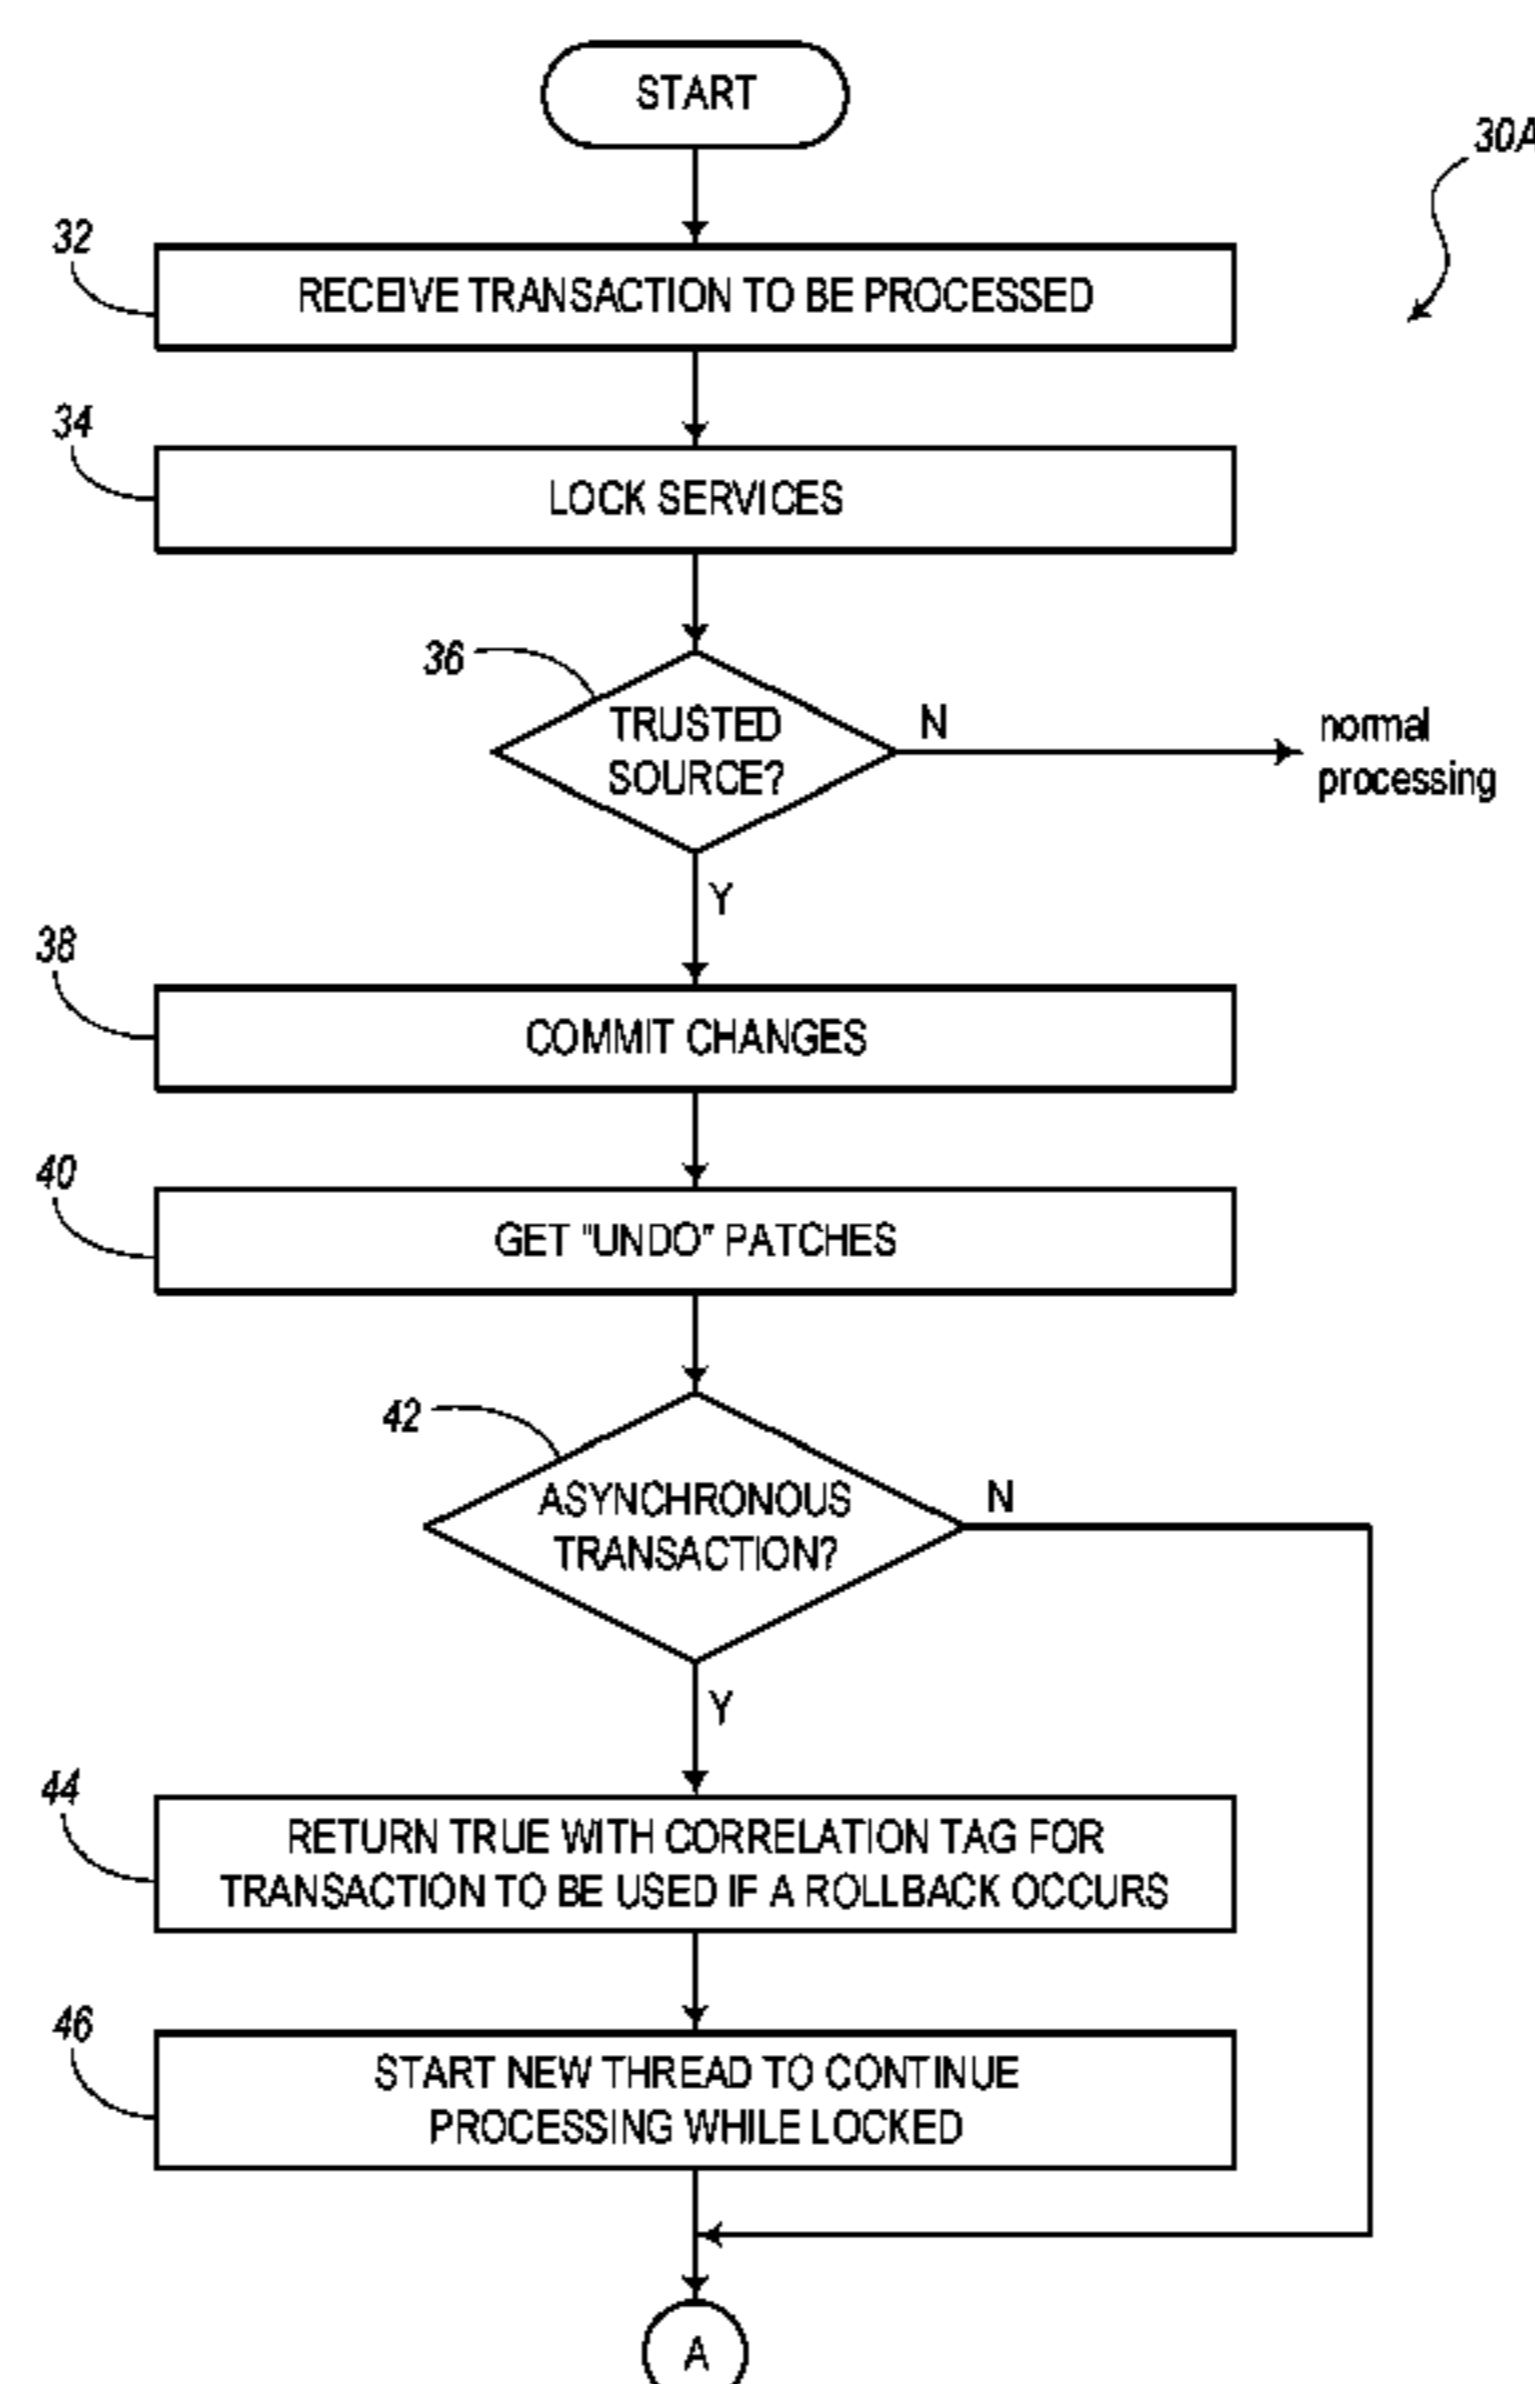 START
30A
32
RECEIVE TRANSACTION TO BE PROCESSED
34
LOCK SERVICES
36
TRUSTED
SOURCE?
N
normal
processing
Y
38
COMMIT CHANGES
40
GET "UNDO" PATCHES
42
ASYNCHRONOUS
TRANSACTION?
N
Y
44
RETURN TRUE WITH CORRELATION TAG FOR
TRANSACTION TO BE USED IF A ROLLBACK OCCURS
46
START NEW THREAD TO CONTINUE
PROCESSING WHILE LOCKED
A